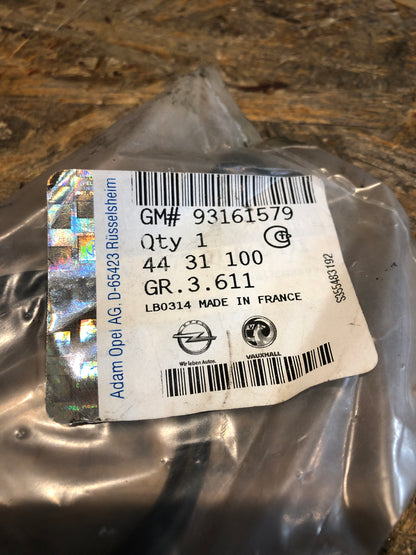 GM# 93161579
Qty 1
44 31 100
GR.3.611
LB0314 MADE IN FRANCE
Wir leben Autos.
VAUXHALL
Adam Opel AG, D-65423 Rüsselsheim
S55483192